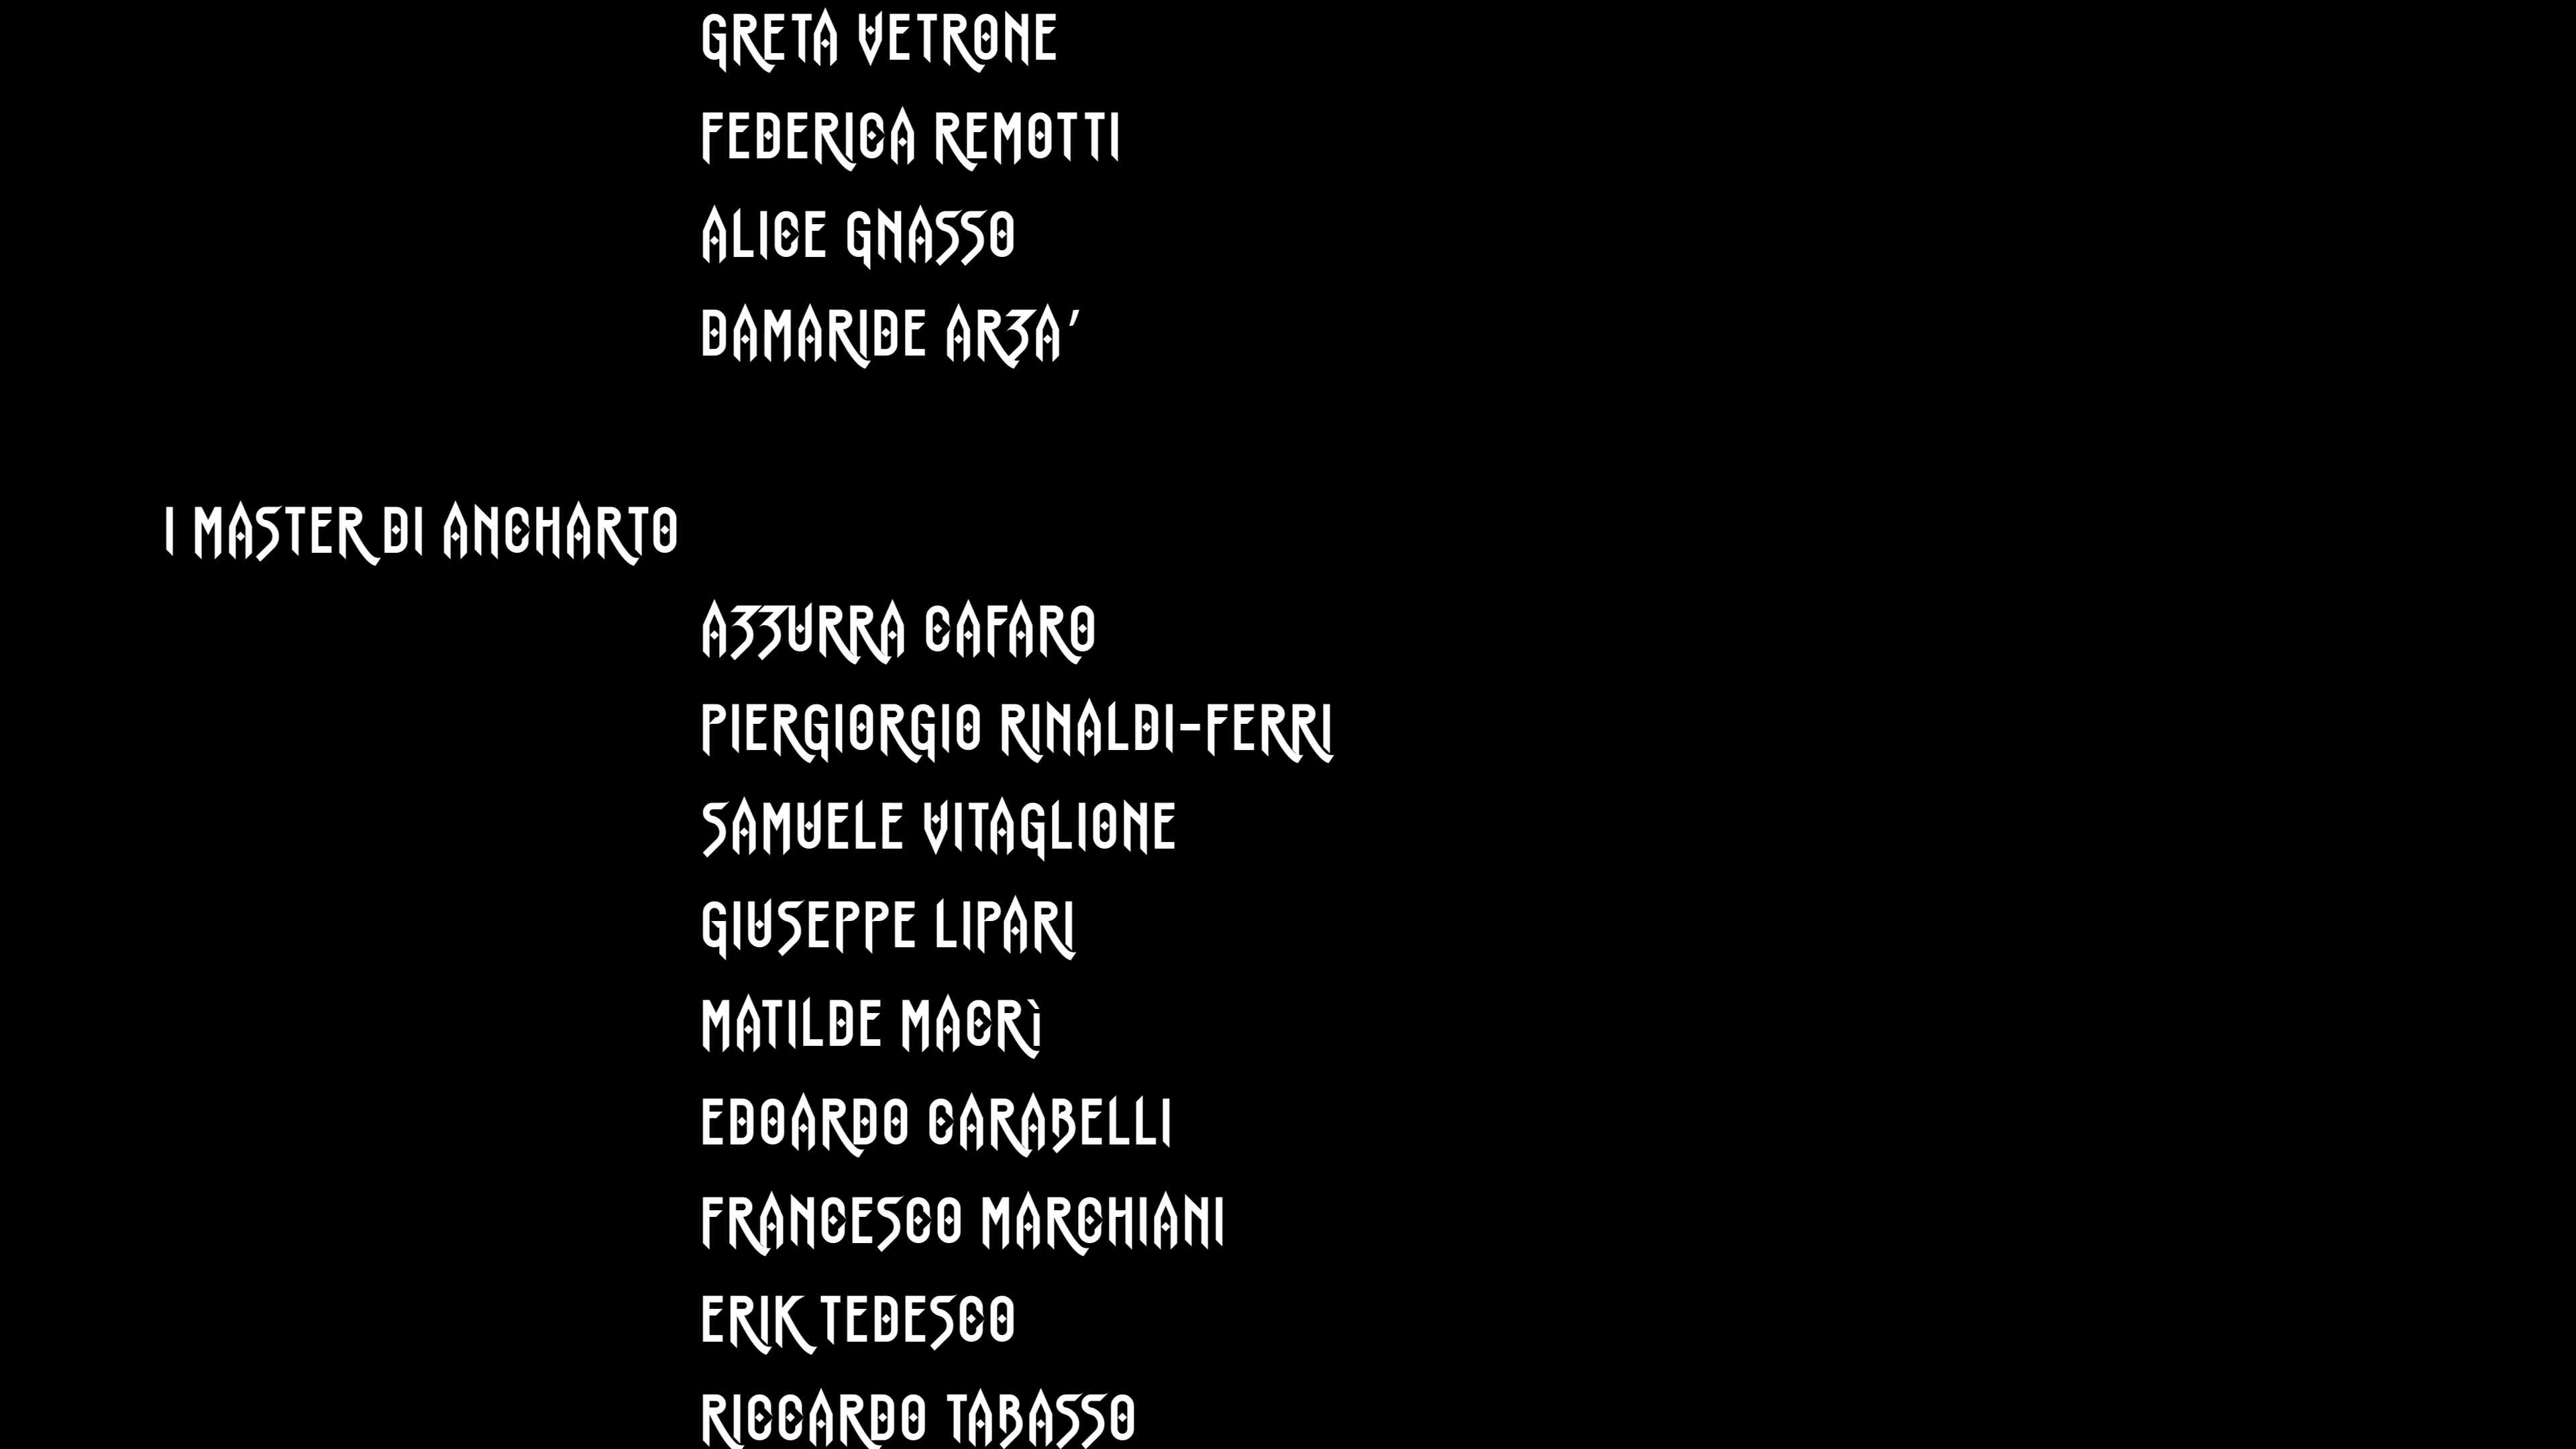 GRETA VETRONE
FEDERICA REMOTTI
ALICE GNASSO
DAMARIDE ARZA'
I MASTER DI ANCHARTO
AZZURRA CAFARO
PIERGIORGIO RINALDI-FERRI
SAMUELE VITAGLIONE
GIUSEPPE LIPARI
MATILDE MACRì
EDOARDO CARABELLI
FRANCESCO MARCHIANI
ERIK TEDESCO
RICCARDO TABASSO